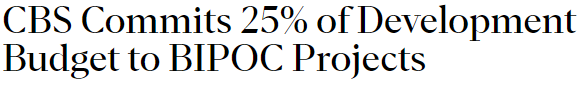 CBS Commits 25% of Development
Budget to BIPOC Projects